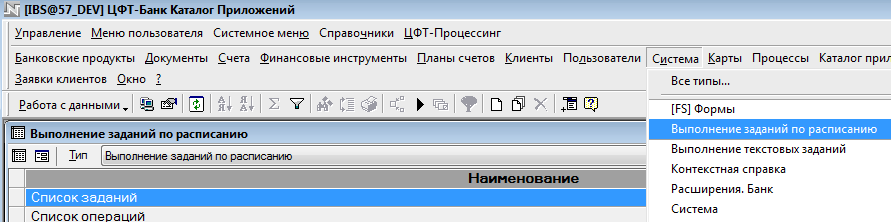 [IBS@57_DEV] ЦФТ-Банк Каталог Приложений
Управление Меню пользователя Системное меню Справочники ЦФТ-Процессинг
Банковские продукты Документы Счета Финансовые инструменты Планы счетов Клиенты Пользователи Система Карты Процессы Каталог прил
Заявки клиентов Окно ?
Все типы...
Работа с данными
[FS] Формы
Выполнение заданий по расписанию
Выполнение заданий по расписанию
Тип Выполнение заданий по расписанию
Выполнение текстовых заданий
Контекстная справка
Наименование
Расширения. Банк
Список заданий
Система
Список операций